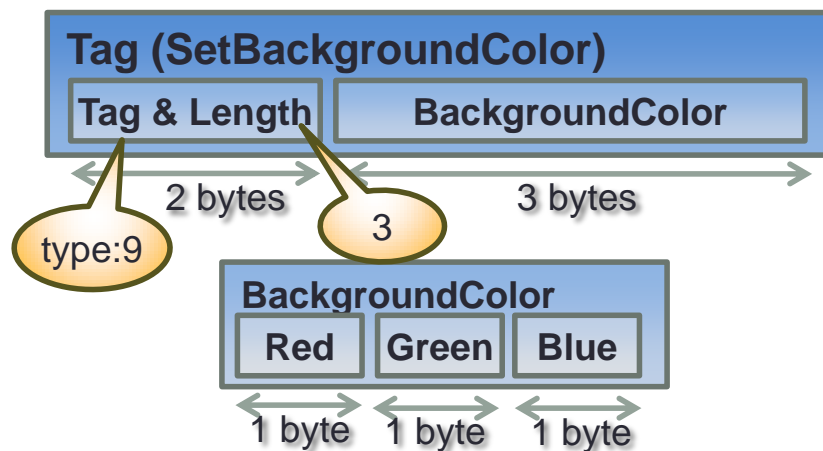 Tag (SetBackgroundColor)
Tag & Length BackgroundColor
2 bytes 3 bytes
type:9 3
BackgroundColor
Red Green Blue
1 byte 1 byte 1 byte